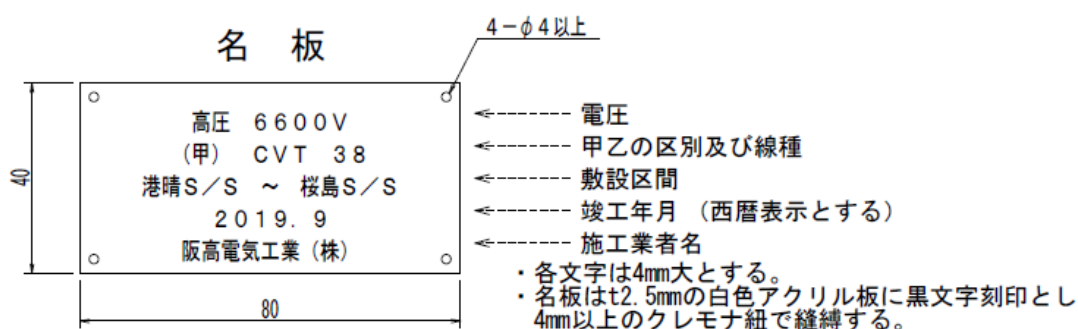 4－φ4以上
名 板
高圧 6600V
(甲) CVT 38
港晴S／S ～ 桜島S／S
2019．9
阪高電気工業（株）
電圧
甲乙の区別及び線種
敷設区間
竣工年月 （西暦表示とする）
施工業者名
40
80
・各文字は4mm大とする。
・名板はt2.5mmの白色アクリル板に黒文字刻印とし
4mm以上のクレモナ紐で縫縛する。